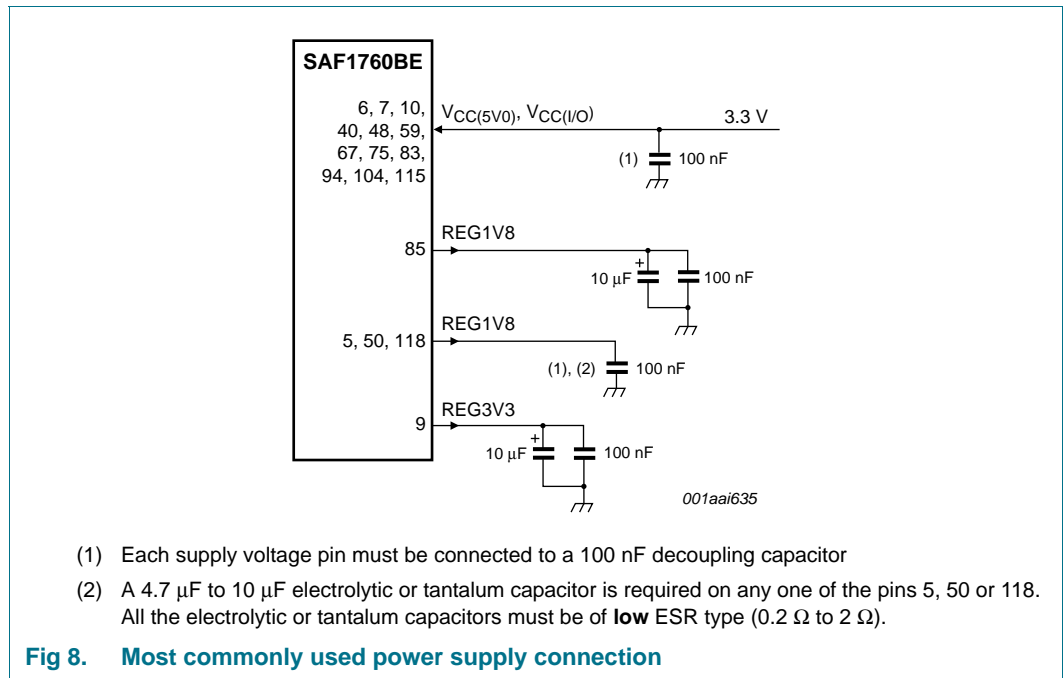 SAF1760BE
6, 7, 10,
40, 48, 59,
67, 75, 83,
94, 104, 115
VCC(5V0), VCC(I/O)
3.3 V
(1)
100 nF
85
REG1V8
+
10 μF
100 nF
5, 50, 118
REG1V8
(1), (2)
100 nF
9
REG3V3
+
10 μF
100 nF
001aai635
(1) Each supply voltage pin must be connected to a 100 nF decoupling capacitor
(2) A 4.7 μF to 10 μF electrolytic or tantalum capacitor is required on any one of the pins 5, 50 or 118.
All the electrolytic or tantalum capacitors must be of low ESR type (0.2 Ω to 2 Ω).
Fig 8. Most commonly used power supply connection